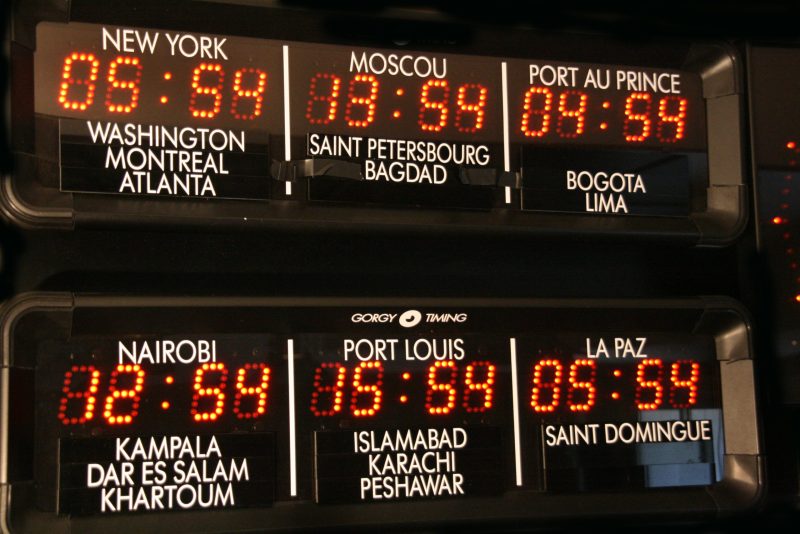 NEW YORK
05:54
WASHINGTON
MONTREAL
ATLANTA
MOSCOU
13:54
SAINT PETERSBOURG
BAGDAD
PORT AU PRINCE
04:54
BOGOTA
LIMA
GORGY TIMING
NAIROBI
12:54
KAMPALA
DAR ES SALAM
KHARTOUM
PORT LOUIS
15:54
ISLAMABAD
KARACHI
PESHAWAR
LA PAZ
05:54
SAINT DOMINGUE